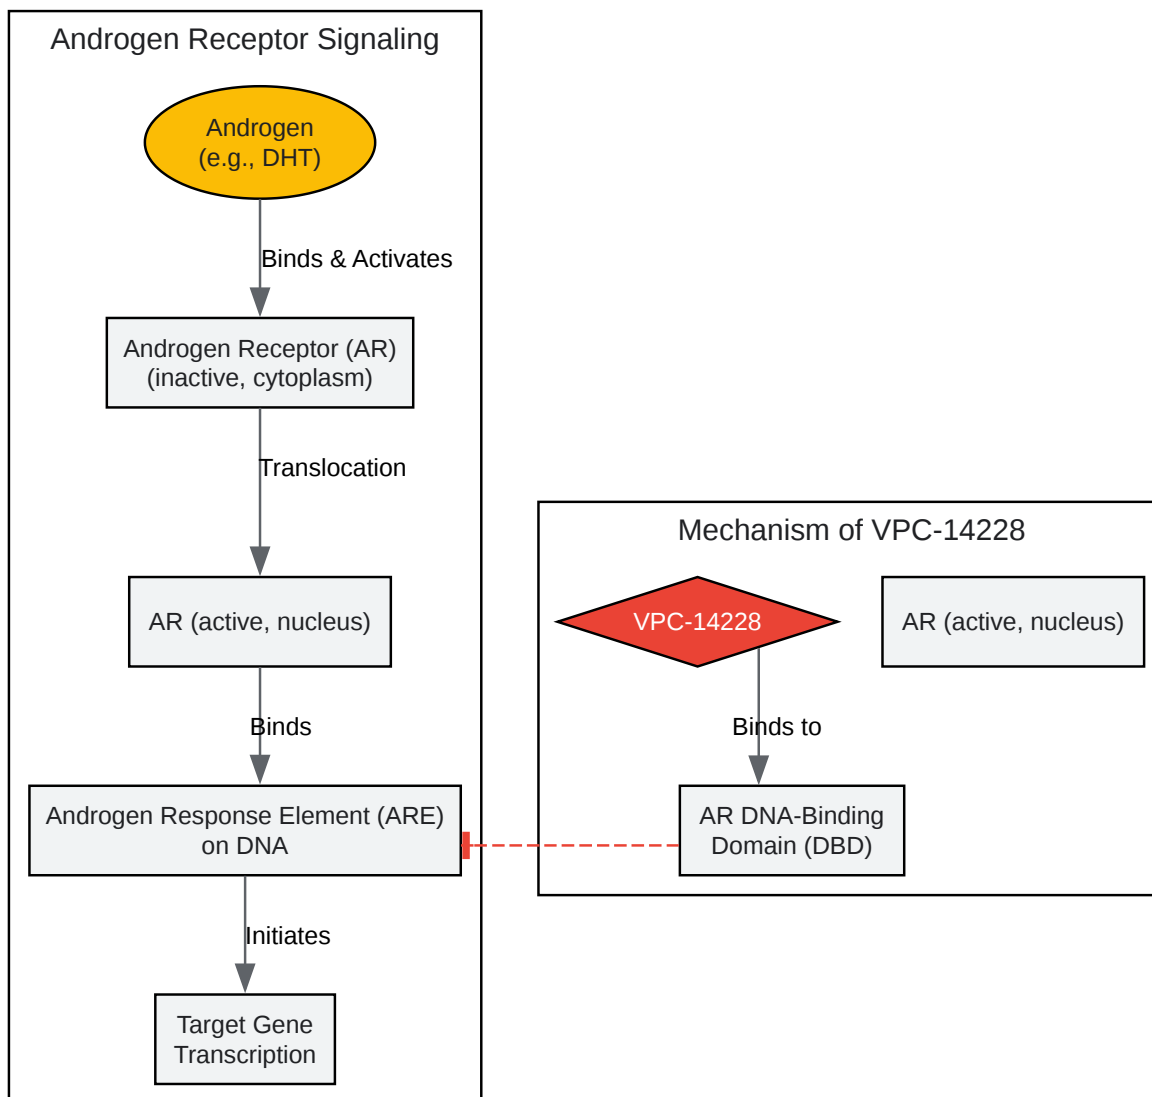 Androgen Receptor Signaling
Androgen
(e.g., DHT)
Binds & Activates
Androgen Receptor (AR)
(inactive, cytoplasm)
Translocation
AR (active, nucleus)
Binds
Androgen Response Element (ARE)
on DNA
Initiates
Target Gene
Transcription
Mechanism of VPC-14228
VPC-14228
AR (active, nucleus)
Binds to
AR DNA-Binding
Domain (DBD)